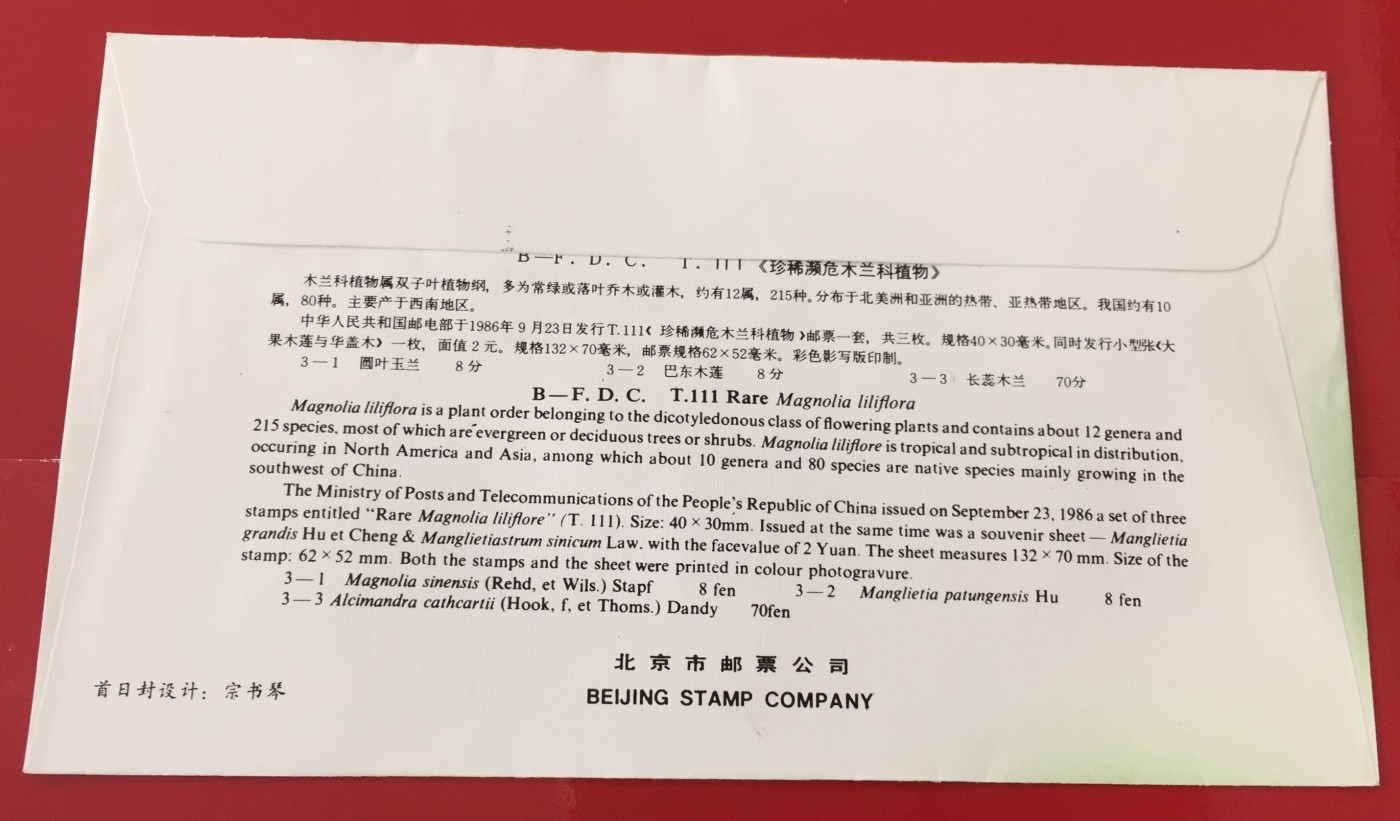 B—F. D. C.  T. 111 《珍稀濒危木兰科植物》
木兰科植物属双子叶植物纲, 多为常绿或落叶乔木或灌木, 约有12属, 215种。分布于北美洲和亚洲的热带、亚热带地区。我国约有10
属, 80种。主要产于西南地区。
中华人民共和国邮电部于1986年9月23日发行T.111《珍稀濒危木兰科植物》邮票一套, 共三枚。规格40×30毫米。同时发行小型张《大
果木莲与华盖木》一枚, 面值2元。规格132×70毫米, 邮票规格62×52毫米。彩色影写版印制。
3—1 圆叶玉兰 8分 3—2 巴东木莲 8分 3—3 长蕊木兰 70分
B—F. D. C. T.111 Rare Magnolia liliflora
Magnolia liliflora is a plant order belonging to the dicotyledonous class of flowering plants and contains about 12 genera and
215 species, most of which are evergreen or deciduous trees or shrubs. Magnolia liliflore is tropical and subtropical in distribution,
occuring in North America and Asia, among which about 10 genera and 80 species are native species mainly growing in the
southwest of China.
The Ministry of Posts and Telecommunications of the People's Republic of China issued on September 23, 1986 a set of three
stamps entitled "Rare Magnolia liliflore" (T. 111). Size: 40×30mm. Issued at the same time was a souvenir sheet — Manglietia
grandis Hu et Cheng & Manglietiastrum sinicum Law. with the facevalue of 2 Yuan. The sheet measures 132×70 mm. Size of the
stamp: 62×52 mm. Both the stamps and the sheet were printed in colour photogravure.
3—1 Magnolia sinensis (Rehd, et Wils.) Stapf 8 fen 3—2 Manglietia patungensis Hu 8 fen
3—3 Alcimandra cathcartii (Hook, f, et Thoms.) Dandy 70fen
北京市邮票公司
BEIJING STAMP COMPANY
首日封设计: 宗书琴